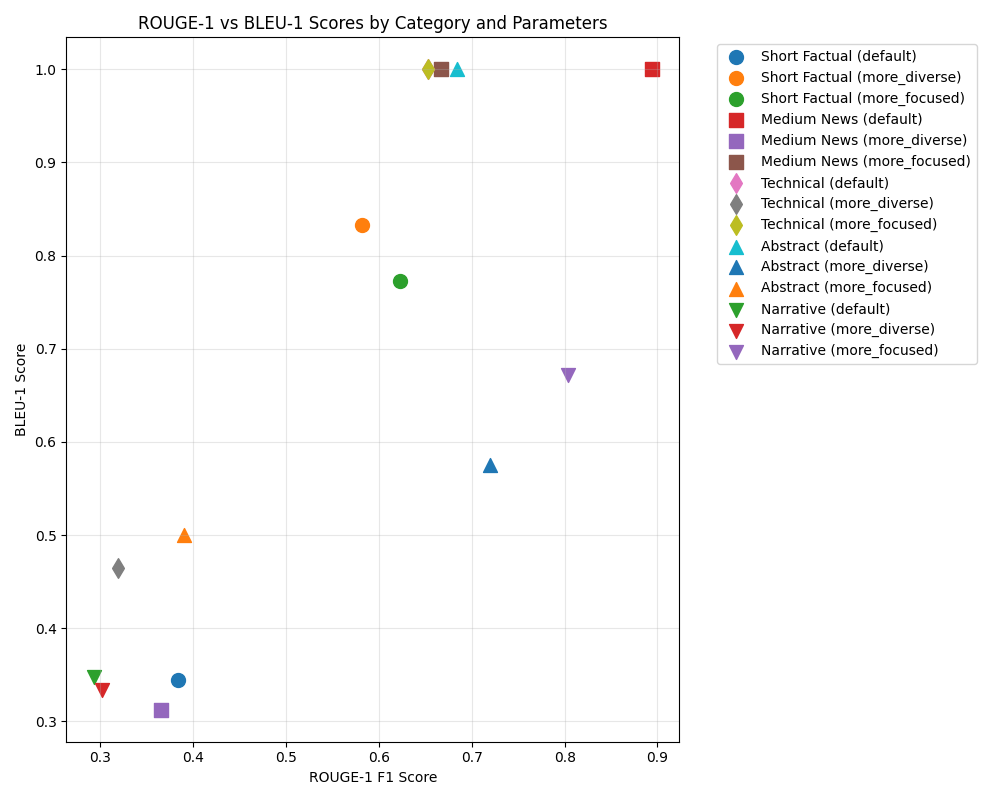 ROUGE-1 vs BLEU-1 Scores by Category and Parameters
BLEU-1 Score
1.0
0.9
0.8
0.7
0.6
0.5
0.4
0.3
0.3 0.4 0.5 0.6 0.7 0.8 0.9
ROUGE-1 F1 Score
Short Factual (default)
Short Factual (more_diverse)
Short Factual (more_focused)
Medium News (default)
Medium News (more_diverse)
Medium News (more_focused)
Technical (default)
Technical (more_diverse)
Technical (more_focused)
Abstract (default)
Abstract (more_diverse)
Abstract (more_focused)
Narrative (default)
Narrative (more_diverse)
Narrative (more_focused)